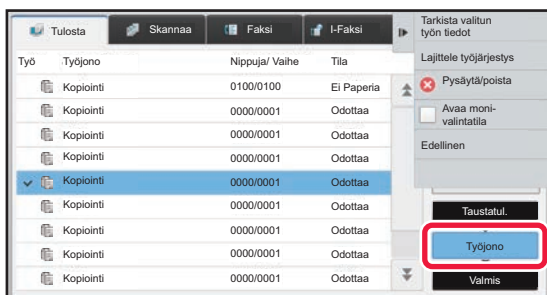 Tulosta Skannaa Faksi I-Faksi
Työ Työjono Nippuja/ Vaihe Tila
Kopiointi 0100/0100 Ei Paperia
Kopiointi 0000/0001 Odottaa
Kopiointi 0000/0001 Odottaa
Kopiointi 0000/0001 Odottaa
Kopiointi 0000/0001 Odottaa
Kopiointi 0000/0001 Odottaa
Kopiointi 0000/0001 Odottaa
Kopiointi 0000/0001 Odottaa
Kopiointi 0000/0001 Odottaa
Tarkista valitun
työn tiedot
Lajittele työjärjestys
Pysäytä/poista
Avaa moni-
valintatila
Edellinen
Taustatul.
Työjono
Valmis